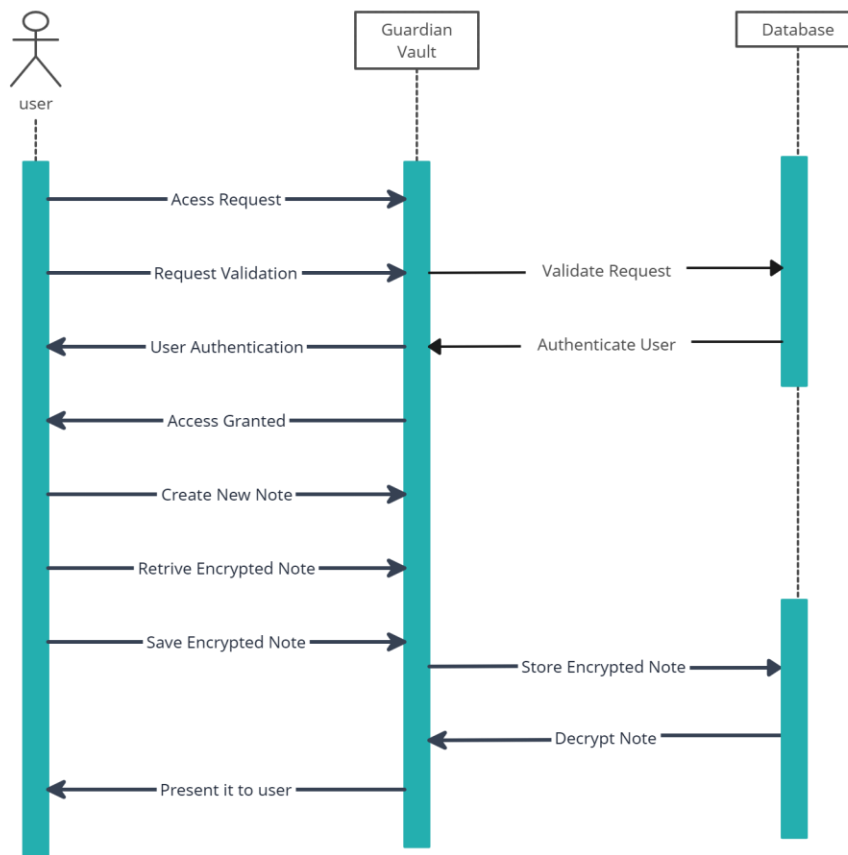 Guardian
Vault
Database
user
Acess Request
Request Validation
Validate Request
User Authentication
Authenticate User
Access Granted
Create New Note
Retrive Encrypted Note
Save Encrypted Note
Store Encrypted Note
Decrypt Note
Present it to user